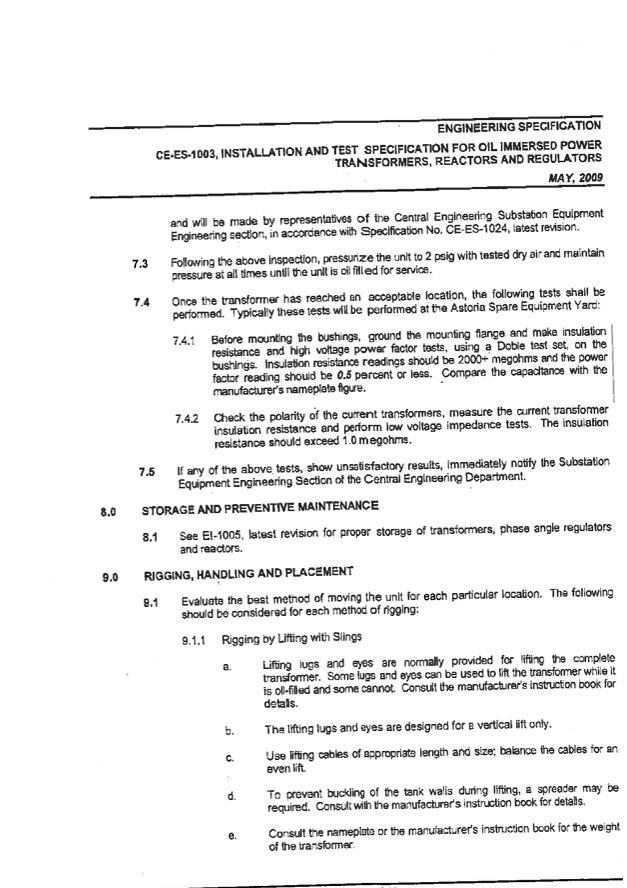 ENGINEERING SPECIFICATION
CE-ES-1003, INSTALLATION AND TEST SPECIFICATION FOR OIL IMMERSED POWER
TRANSFORMERS, REACTORS AND REGULATORS
MAY, 2009
and will be made by representatives of the Central Engineering Substation Equipment
Engineering section, in accordance with Specification No. CE-ES-1024, latest revision.
7.3 Following the above inspection, pressurize the unit to 2 psig with tested dry air and maintain
pressure at all times until the unit is oil filled for service.
7.4 Once the transformer has reached an acceptable location, the following tests shall be
performed. Typically these tests will be performed at the Astoria Spare Equipment Yard:
7.4.1 Before mounting the bushings, ground the mounting flange and make insulation
resistance and high voltage power factor tests, using a Doble test set, on the
bushings. Insulation resistance readings should be 2000+ megohms and the power
factor reading should be 0.5 percent or less. Compare the capacitance with the
manufacturer's nameplate figure.
7.4.2 Check the polarity of the current transformers, measure the current transformer
insulation resistance and perform low voltage impedance tests. The insulation
resistance should exceed 1.0 megohms.
7.5 If any of the above tests, show unsatisfactory results, immediately notify the Substation
Equipment Engineering Section of the Central Engineering Department.
8.0 STORAGE AND PREVENTIVE MAINTENANCE
8.1 See EI-1005, latest revision for proper storage of transformers, phase angle regulators
and reactors.
9.0 RIGGING, HANDLING AND PLACEMENT
9.1 Evaluate the best method of moving the unit for each particular location. The following
should be considered for each method of rigging:
9.1.1 Rigging by Lifting with Slings
a. Lifting lugs and eyes are normally provided for lifting the complete
transformer. Some lugs and eyes can be used to lift the transformer while it
is oil-filled and some cannot. Consult the manufacturer's instruction book for
details.
b. The lifting lugs and eyes are designed for a vertical lift only.
c. Use lifting cables of appropriate length and size; balance the cables for an
even lift.
d. To prevent buckling of the tank walls during lifting, a spreader may be
required. Consult with the manufacturer's instruction book for details.
e. Consult the nameplate or the manufacturer's instruction book for the weight
of the transformer.